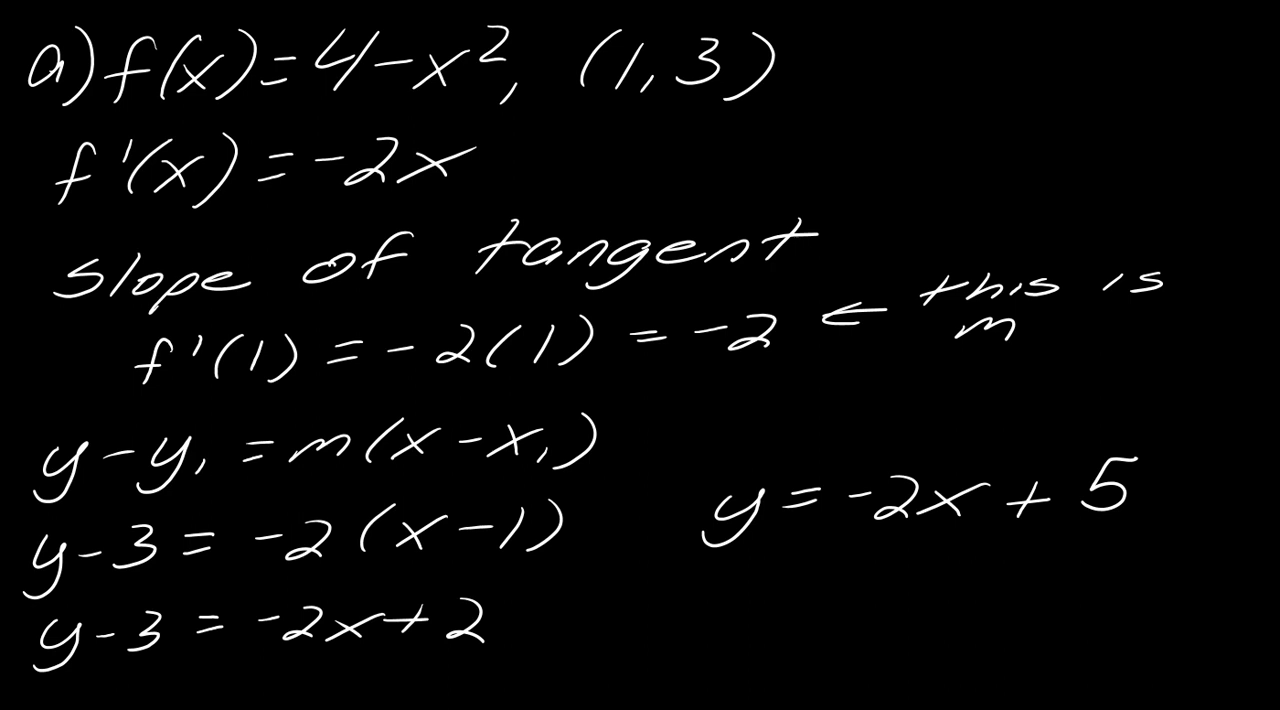 a) f(x) = 4 - x², (1, 3)
f'(x) = -2x
slope of tangent
f'(1) = -2(1) = -2 ← this is
m
y - y₁ = m(x - x₁)
y - 3 = -2(x - 1)
y - 3 = -2x + 2
y = -2x + 5